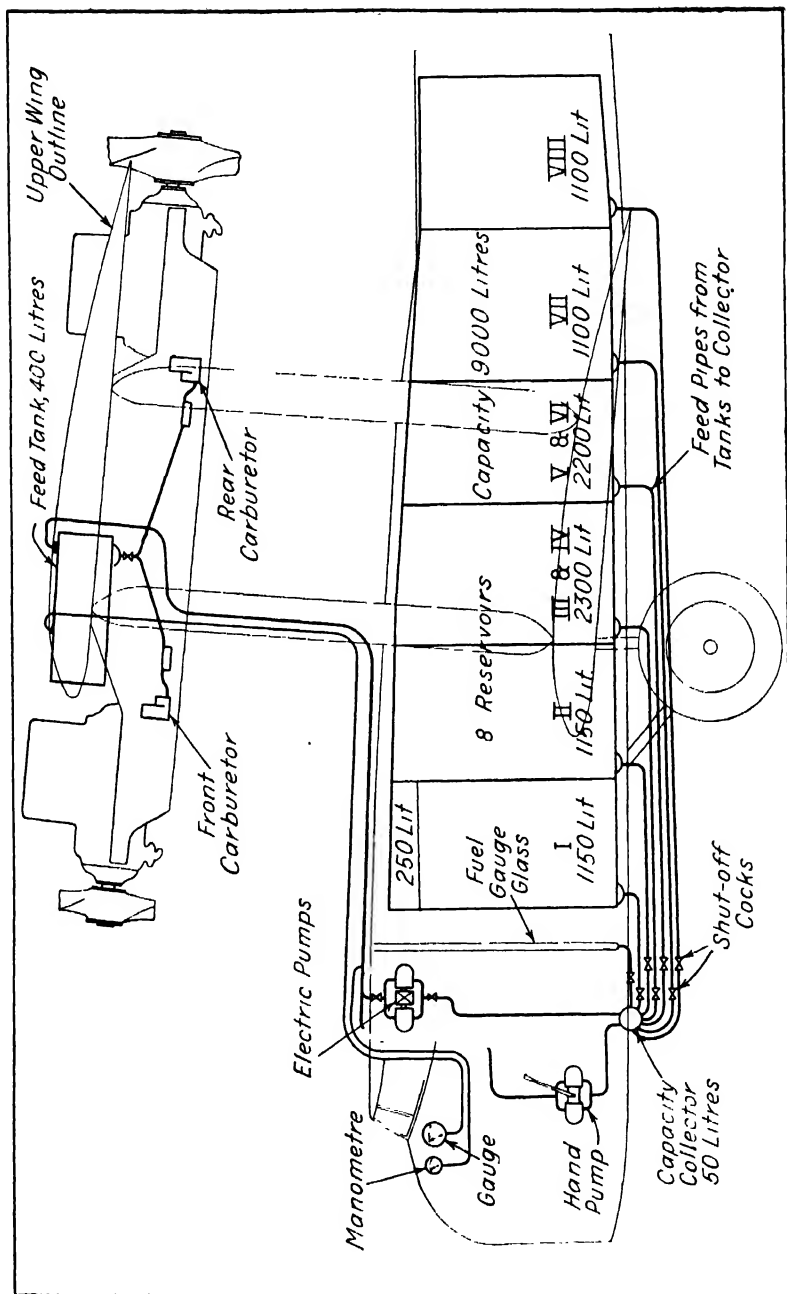 Upper Wing
Outline
Feed Tank, 400 Litres
Rear
Carburetor
Front
Carburetor
Electric Pumps
Manometre
Gauge
Hand
Pump
Capacity
Collector
50 Litres
Shut-off
Cocks
Feed Pipes from
Tanks to Collector
Fuel
Gauge
Glass
250 Lit
I
1150 Lit
8 Reservoirs
Capacity 9000 Litres
II
1150 Lit
III & IV
2300 Lit
V & VI
2200 Lit
VII
1100 Lit
VIII
1100 Lit